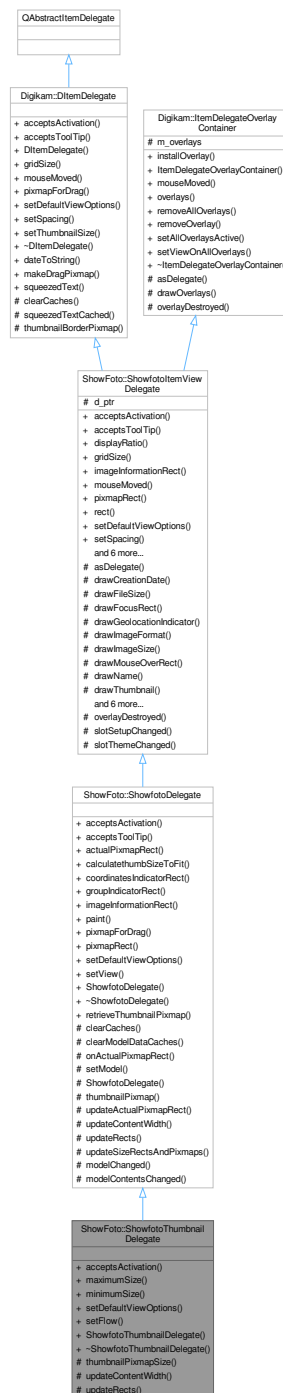 QAbstractItemDelegate
Digikam::DItemDelegate
+ acceptsActivation()
+ acceptsToolTip()
+ DItemDelegate()
+ gridSize()
+ mouseMoved()
+ pixmapForDrag()
+ setDefaultViewOptions()
+ setSpacing()
+ setThumbnailSize()
+ ~DItemDelegate()
+ dateToString()
+ makeDragPixmap()
+ squeezedText()
# clearCaches()
# squeezedTextCached()
# thumbnailBorderPixmap()
Digikam::ItemDelegateOverlay
Container
# m_overlays
+ installOverlay()
+ ItemDelegateOverlayContainer()
+ mouseMoved()
+ overlays()
+ removeAllOverlays()
+ removeOverlay()
+ setAllOverlaysActive()
+ setViewOnAllOverlays()
+ ~ItemDelegateOverlayContainer()
# asDelegate()
# drawOverlays()
# overlayDestroyed()
ShowFoto::ShowfotoItemView
Delegate
# d_ptr
+ acceptsActivation()
+ acceptsToolTip()
+ displayRatio()
+ gridSize()
+ imageInformationRect()
+ mouseMoved()
+ pixmapRect()
+ rect()
+ setDefaultViewOptions()
+ setSpacing()
and 6 more...
# asDelegate()
# drawCreationDate()
# drawFileSize()
# drawFocusRect()
# drawGeolocationIndicator()
# drawImageFormat()
# drawImageSize()
# drawMouseOverRect()
# drawName()
# drawThumbnail()
and 6 more...
# overlayDestroyed()
# slotSetupChanged()
# slotThemeChanged()
ShowFoto::ShowfotoDelegate
+ acceptsActivation()
+ acceptsToolTip()
+ actualPixmapRect()
+ calculatethumbSizeToFit()
+ coordinatesIndicatorRect()
+ groupIndicatorRect()
+ imageInformationRect()
+ paint()
+ pixmapForDrag()
+ pixmapRect()
+ setDefaultViewOptions()
+ setView()
+ ShowfotoDelegate()
+ ~ShowfotoDelegate()
+ retrieveThumbnailPixmap()
# clearCaches()
# clearModelDataCaches()
# onActualPixmapRect()
# setModel()
# ShowfotoDelegate()
# thumbnailPixmap()
# updateActualPixmapRect()
# updateContentWidth()
# updateRects()
# updateSizeRectsAndPixmaps()
# modelChanged()
# modelContentsChanged()
ShowFoto::ShowfotoThumbnail
Delegate
+ acceptsActivation()
+ maximumSize()
+ minimumSize()
+ setDefaultViewOptions()
+ setFlow()
+ ShowfotoThumbnailDelegate()
+ ~ShowfotoThumbnailDelegate()
# thumbnailPixmapSize()
# updateContentWidth()
# updateRects()